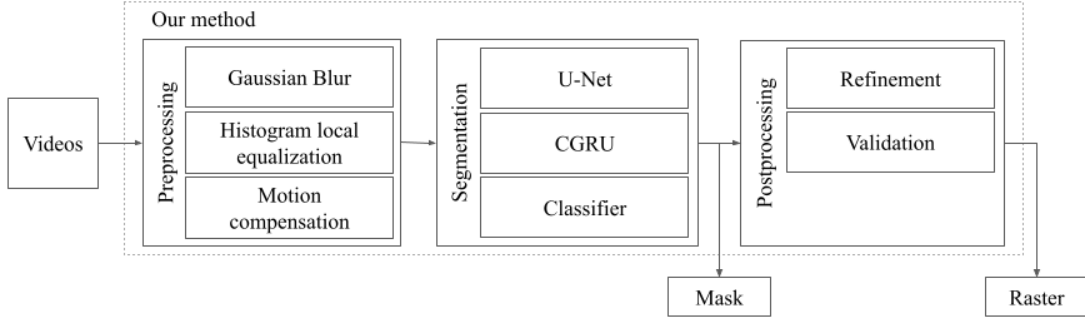 Our method
Videos
Preprocessing
Gaussian Blur
Histogram local
equalization
Motion
compensation
Segmentation
U-Net
CGRU
Classifier
Postprocessing
Refinement
Validation
Mask
Raster